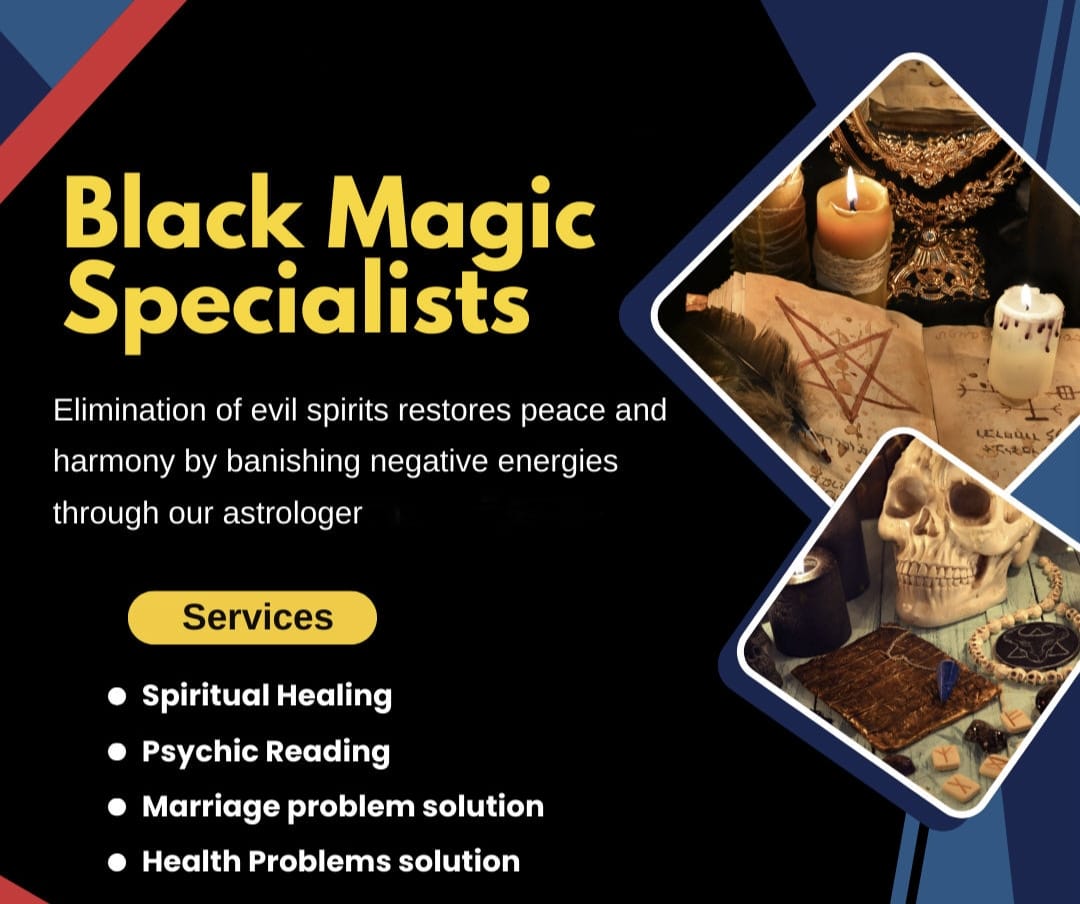 Black Magic
Specialists
Elimination of evil spirits restores peace and
harmony by banishing negative energies
through our astrologer
Services
Spiritual Healing
Psychic Reading
Marriage problem solution
Health Problems solution